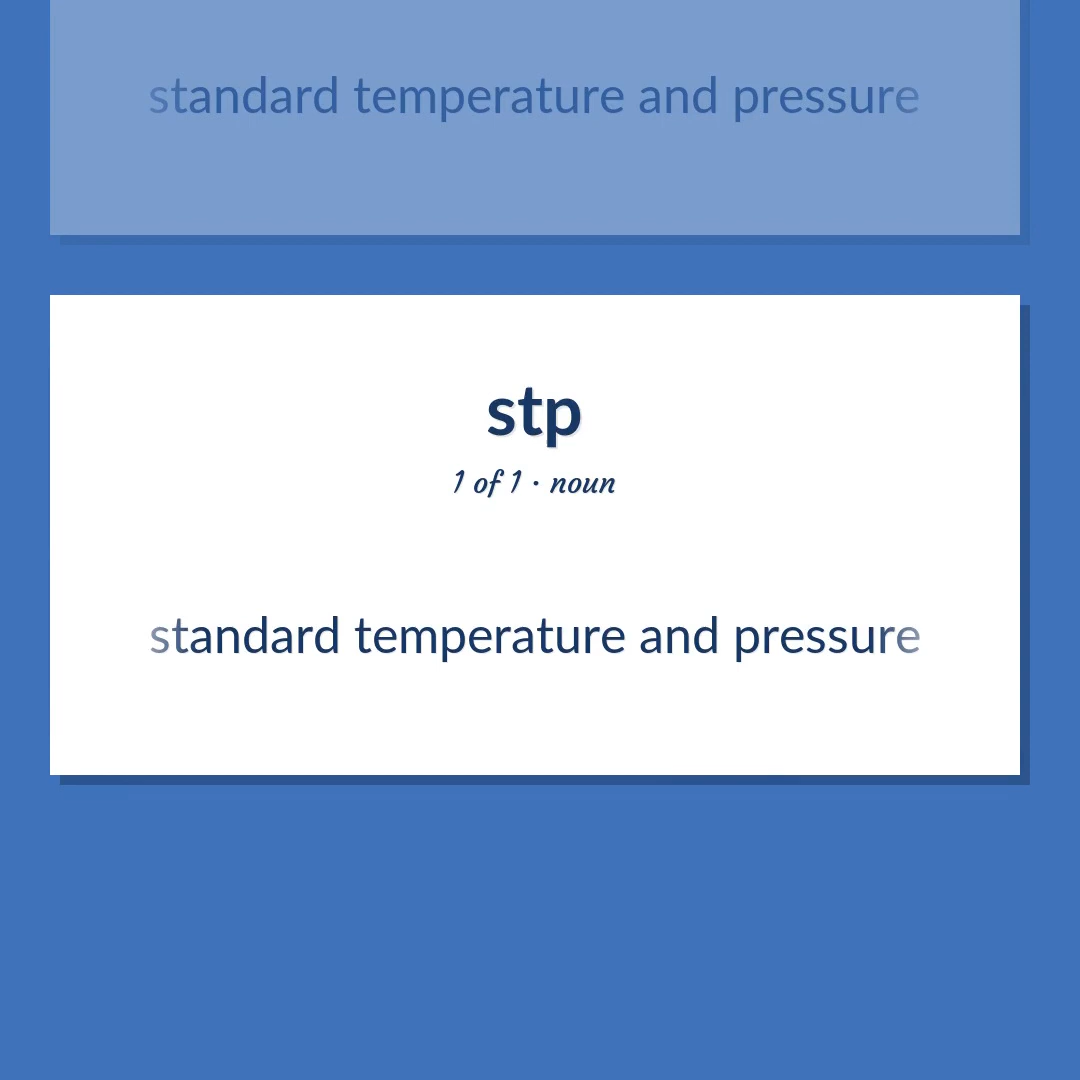 standard temperature and pressure
stp
1 of 1 · noun
standard temperature and pressure